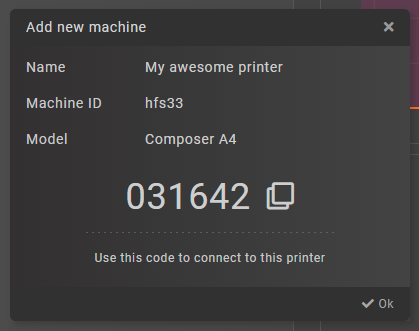 Add new machine
Name My awesome printer
Machine ID hfs33
Model Composer A4
031642
Use this code to connect to this printer
Ok